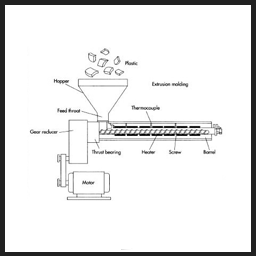 Plastic
Hopper
Extrusion molding
Feed throat
Thermocouple
Gear reducer
Thrust bearing
Heater
Screw
Barrel
Motor